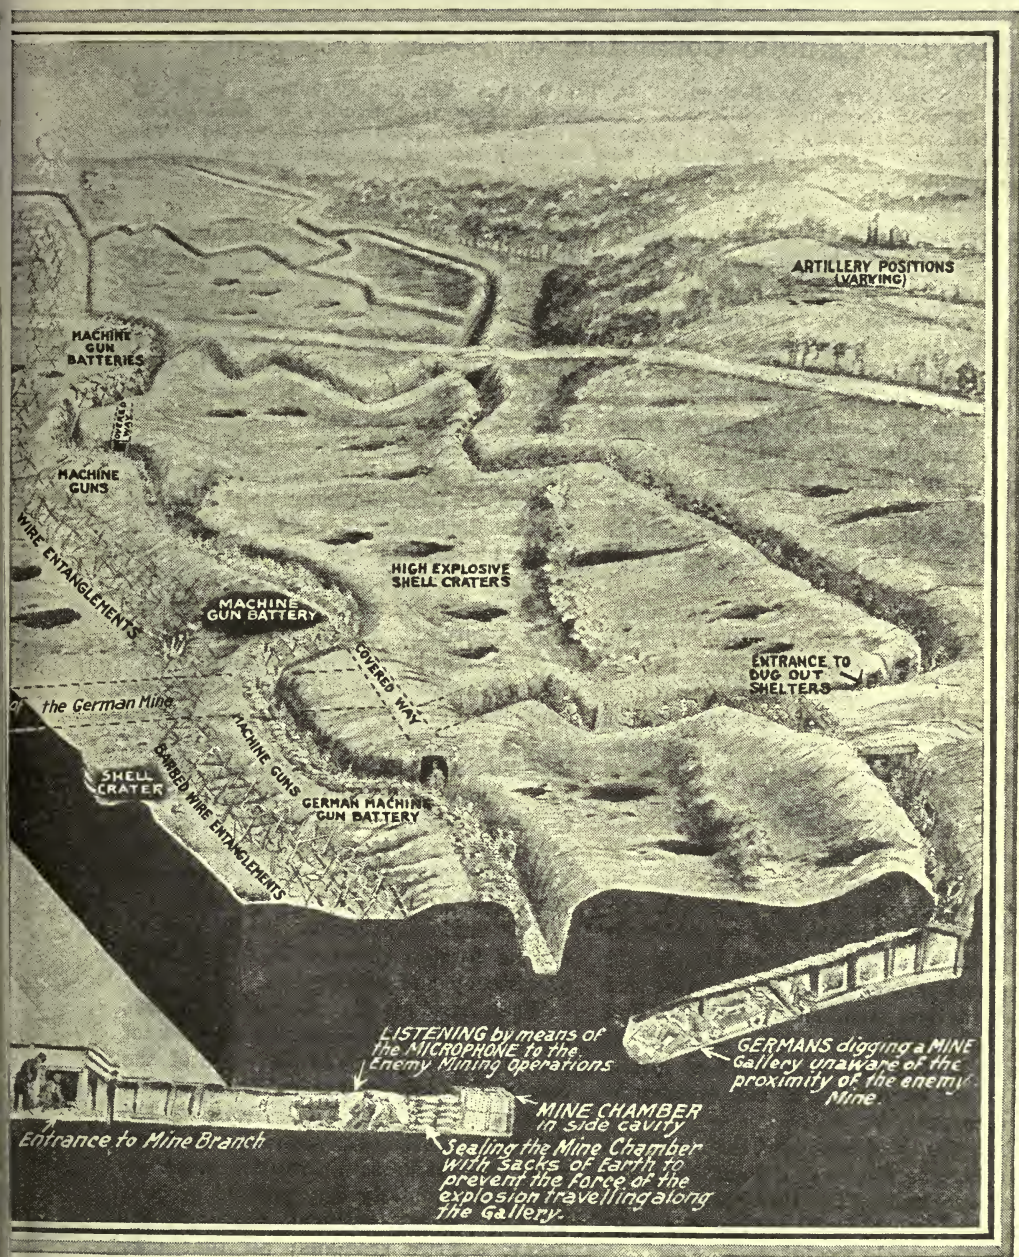 ARTILLERY POSITIONS
(VARYING)
MACHINE
GUN
BATTERIES
COVERED
WAY
MACHINE
GUNS
WIRE ENTANGLEMENTS
HIGH EXPLOSIVE
SHELL CRATERS
MACHINE
GUN BATTERY
COVERED WAY
ENTRANCE TO
DUG OUT
SHELTERS
the German Mine
MACHINE GUNS
SHELL
CRATER
BARBED WIRE ENTANGLEMENTS
GERMAN MACHINE
GUN BATTERY
LISTENING by means of
the MICROPHONE to the
Enemy Mining Operations
GERMANS digging a MINE
Gallery unaware of the
proximity of the enemy
Mine.
MINE CHAMBER
in side cavity
Entrance to Mine Branch
Sealing the Mine Chamber
with sacks of Earth to
prevent the force of the
explosion travelling along
the Gallery.